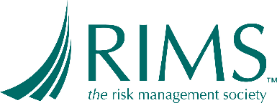 RIMS™
the risk management society